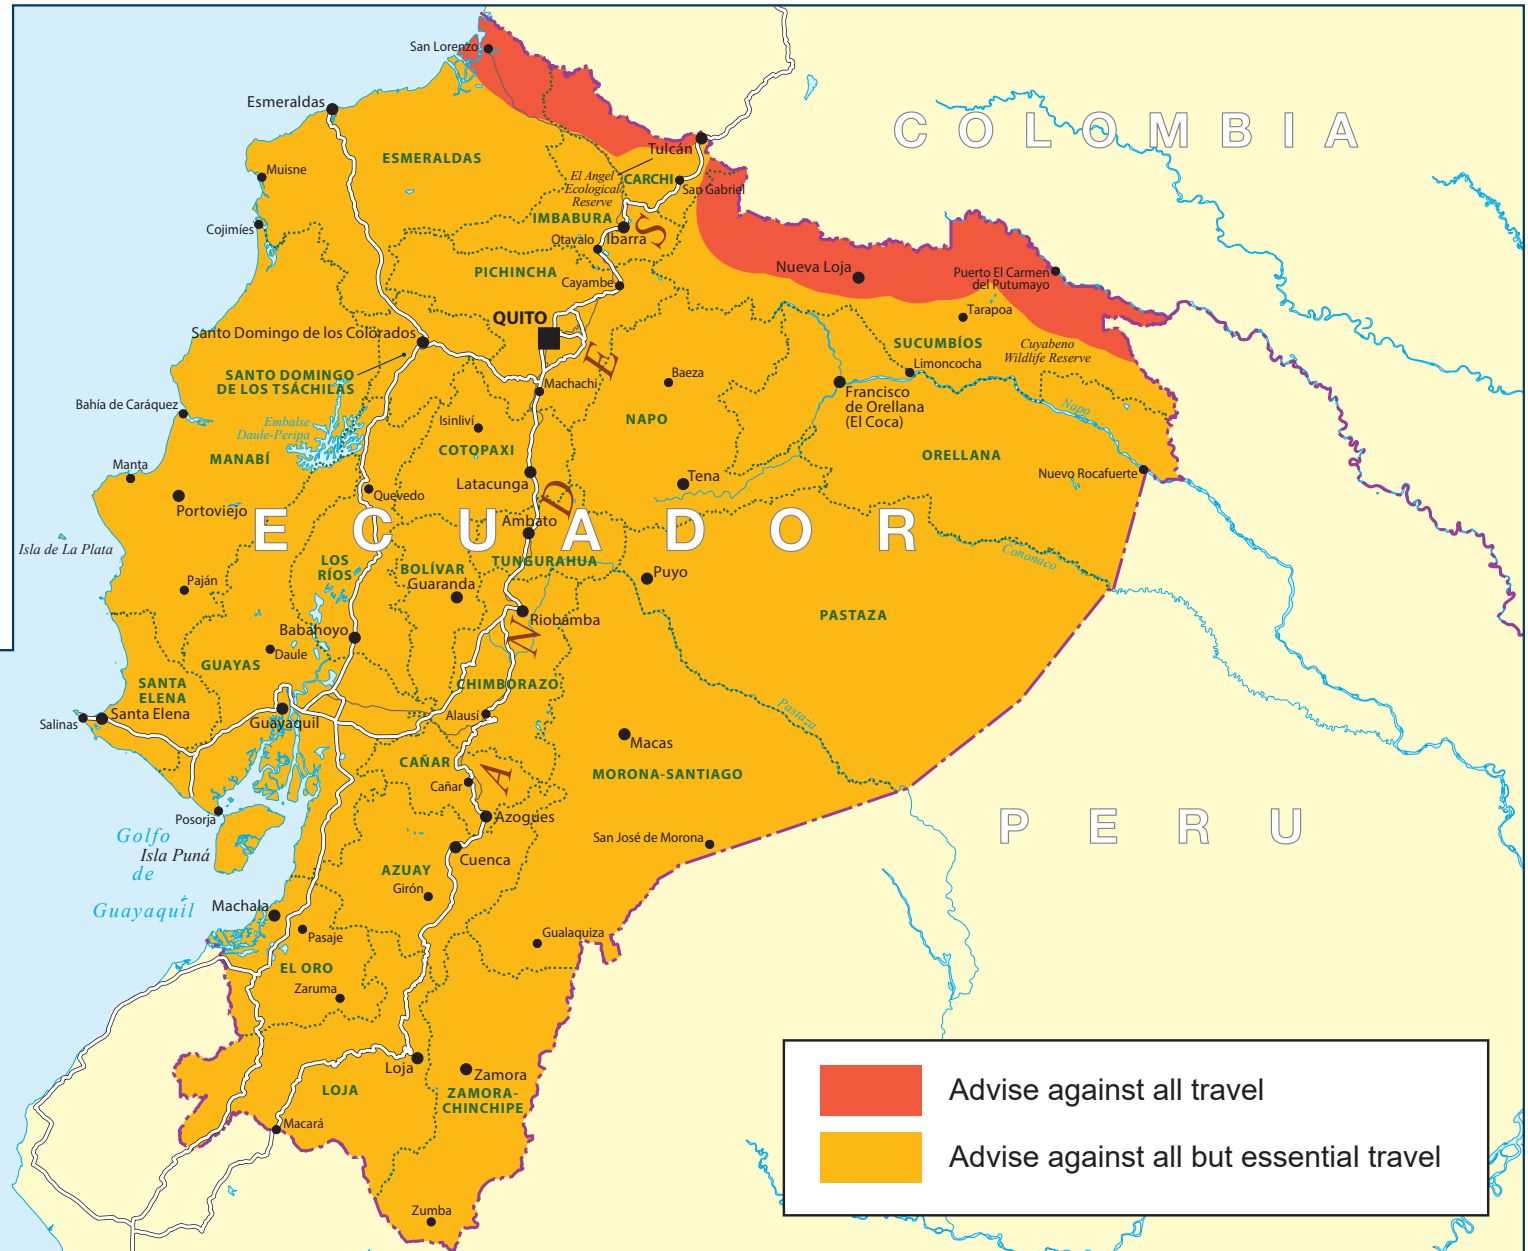 San Lorenzo
Esmeraldas
COLOMBIA
Tulcán
ESMERALDAS
Muisne
El Angel
Ecological
Reserve
CARCHI
San Gabriel
IMBABURA
Cojimíes
Otavalo
Ibarra
PICHINCHA
Cayambe
Nueva Loja
Puerto El Carmen
del Putumayo
QUITO
Tarapoa
Santo Domingo de los Colorados
SUCUMBÍOS
Cuyabeno
Wildlife Reserve
Limoncocha
SANTO DOMINGO
DE LOS TSÁCHILAS
Machachi
Baeza
Francisco
de Orellana
(El Coca)
Napo
Bahía de Caráquez
Embalse
Daule-Peripa
Isinliví
NAPO
COTOPAXI
MANABÍ
ORELLANA
Manta
Nuevo Rocafuerte
Latacunga
Tena
Portoviejo
Quevedo
ANDES
ECUADOR
Ambato
Isla de La Plata
Cononaco
LOS
RÍOS
BOLÍVAR
TUNGURAHUA
Guaranda
Puyo
Paján
PASTAZA
Riobamba
Babahoyo
Daule
GUAYAS
SANTA
ELENA
CHIMBORAZO
Santa Elena
Salinas
Guayaquil
Alausí
Pastaza
Macas
CAÑAR
MORONA-SANTIAGO
Cañar
Posorja
Azogues
PERU
Golfo
de
Guayaquil
Isla Puná
San José de Morona
Cuenca
AZUAY
Girón
Machala
Pasaje
Gualaquiza
EL ORO
Zaruma
Loja
Zamora
LOJA
ZAMORA-
CHINCHIPE
Macará
Zumba
Advise against all travel
Advise against all but essential travel